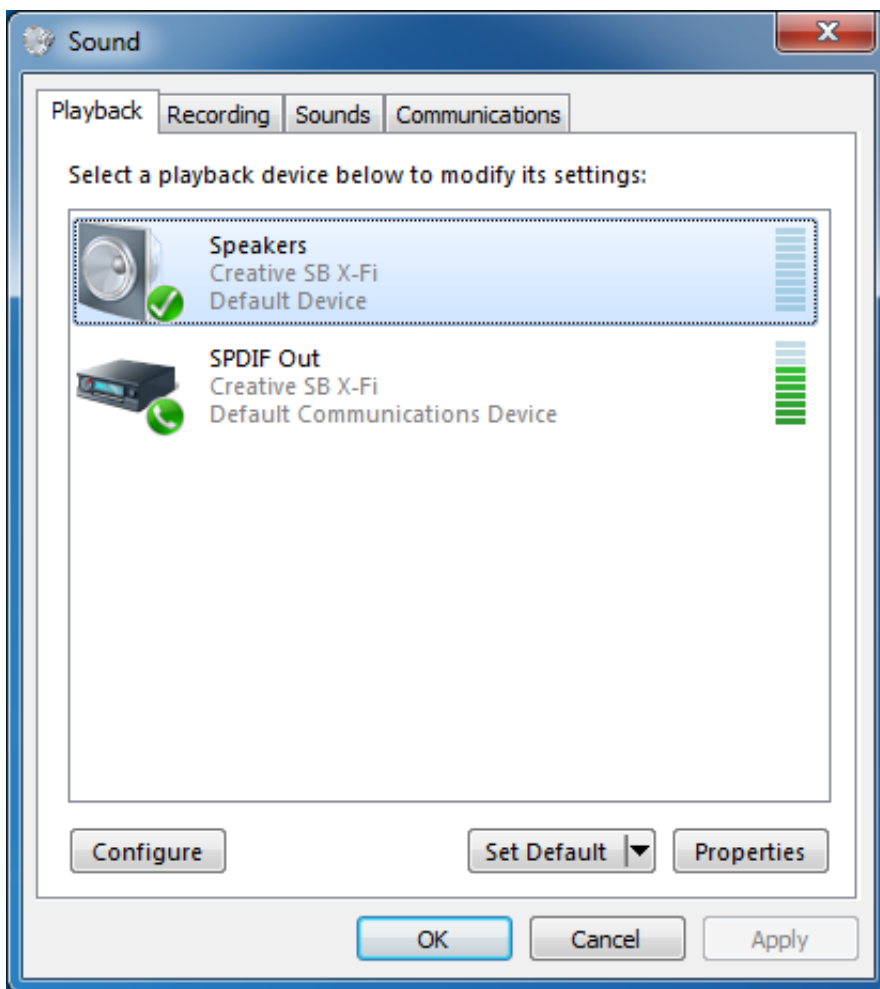 Sound
Playback Recording Sounds Communications
Select a playback device below to modify its settings:
Speakers
Creative SB X-Fi
Default Device
SPDIF Out
Creative SB X-Fi
Default Communications Device
Configure Set Default Properties
OK Cancel Apply